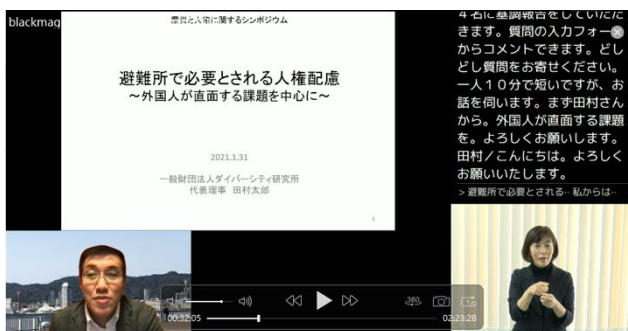 blackmag
震災と人権に関するシンポジウム
避難所で必要とされる人権配慮
～外国人が直面する課題を中心に～
2021.1.31
一般財団法人ダイバーシティ研究所
代表理事 田村太郎
1
４名に基調報告をしていただ
きます。質問の入力フォー
からコメントできます。どし
どし質問をお寄せください。
一人１０分で短いですが、お
話を伺います。まず田村さん
から。外国人が直面する課題
を。よろしくお願いします。
田村／こんにちは。よろしく
お願いいたします。
> 避難所で必要とされる‥ 私からは‥
00:32:05
02:23:28
360